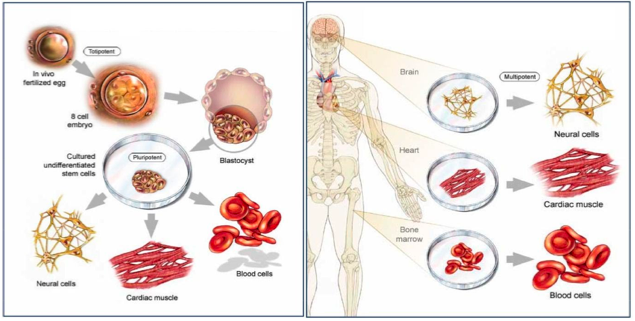 Totipotent
In vivo
fertilized egg
8 cell
embryo
Blastocyst
Cultured
undifferentiated
stem cells
Pluripotent
Neural cells
Cardiac muscle
Blood cells
Brain
Multipotent
Neural cells
Heart
Cardiac muscle
Bone
marrow
Blood cells